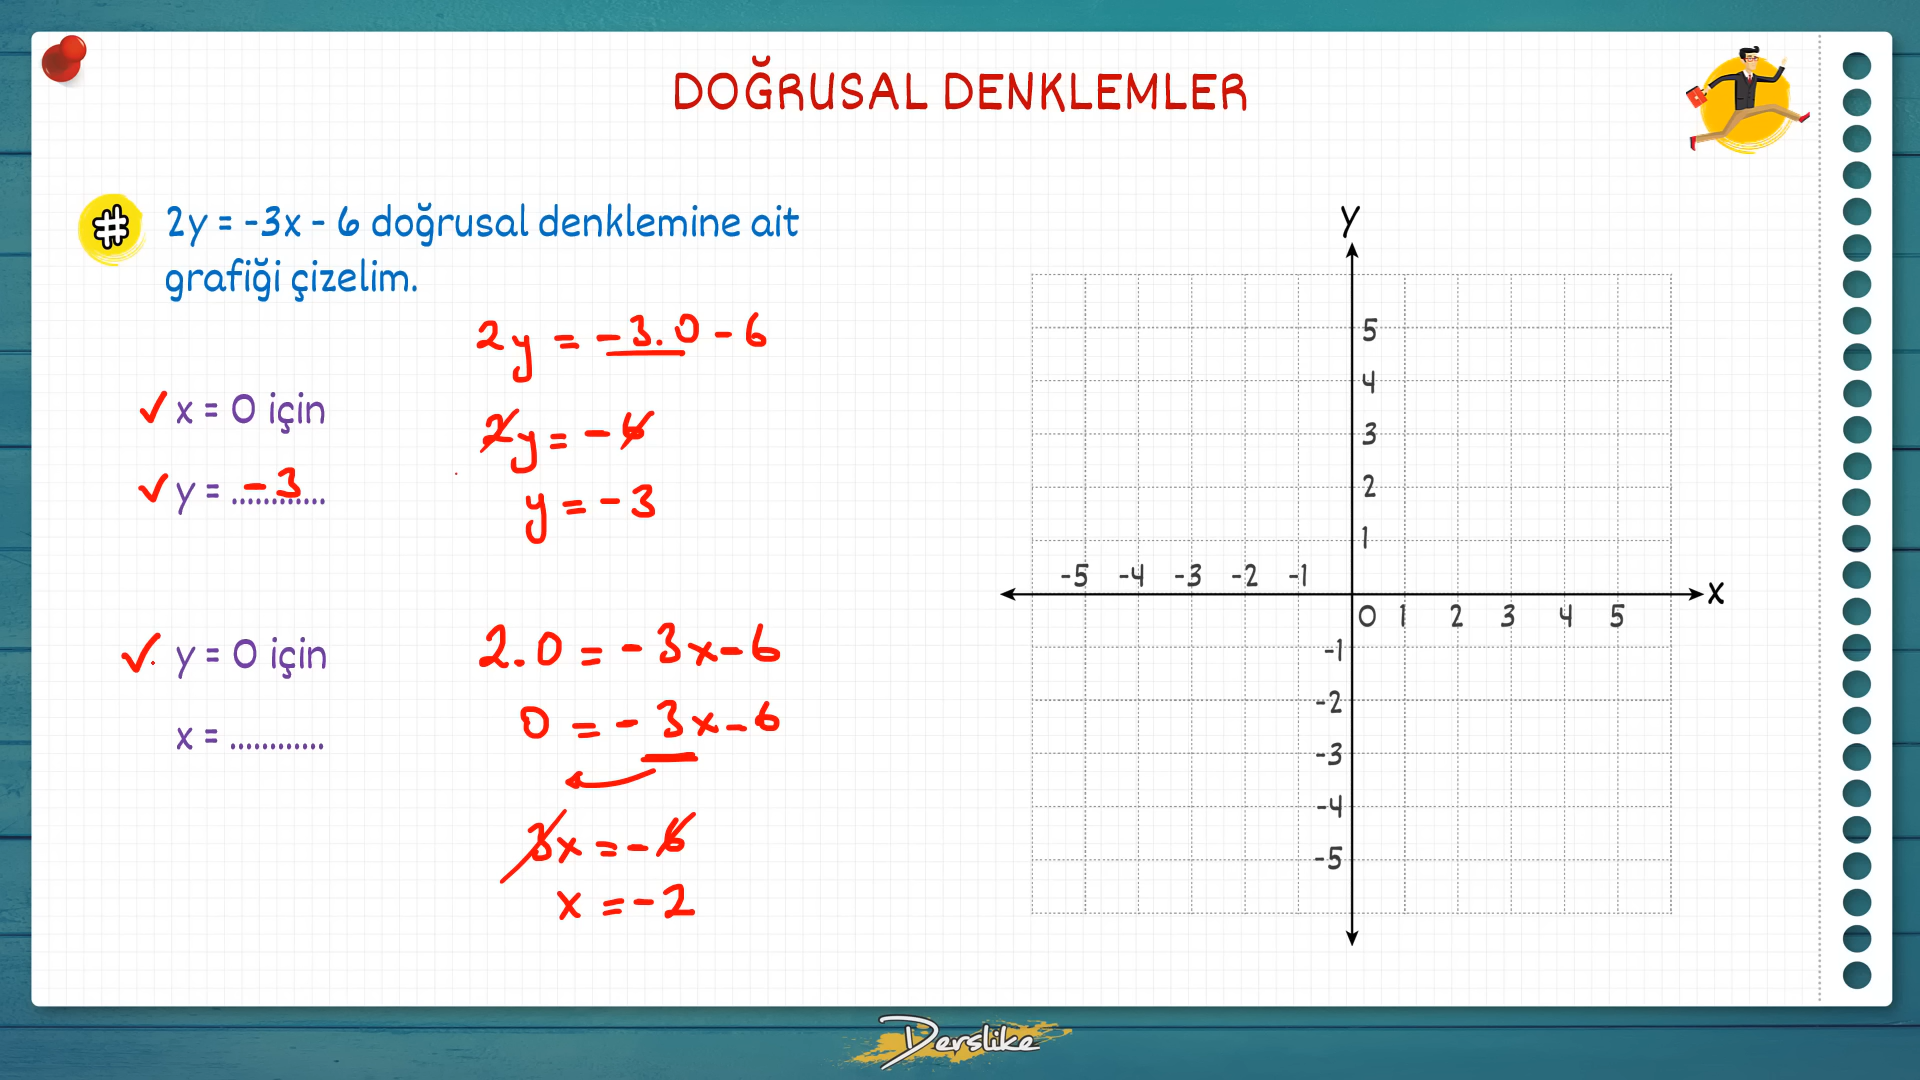 DOĞRUSAL DENKLEMLER
2y = -3x - 6 doğrusal denklemine ait
grafiği çizelim.
2y = -3.0 - 6
x = 0 için
2y = -6
y = -3............
y = -3
y = 0 için
2.0 = -3x-6
0 = -3x-6
x = ............
3x = -6
x = -2
y
5
4
3
2
1
-5 -4 -3 -2 -1
x
0 1 2 3 4 5
-1
-2
-3
-4
-5
Derslike